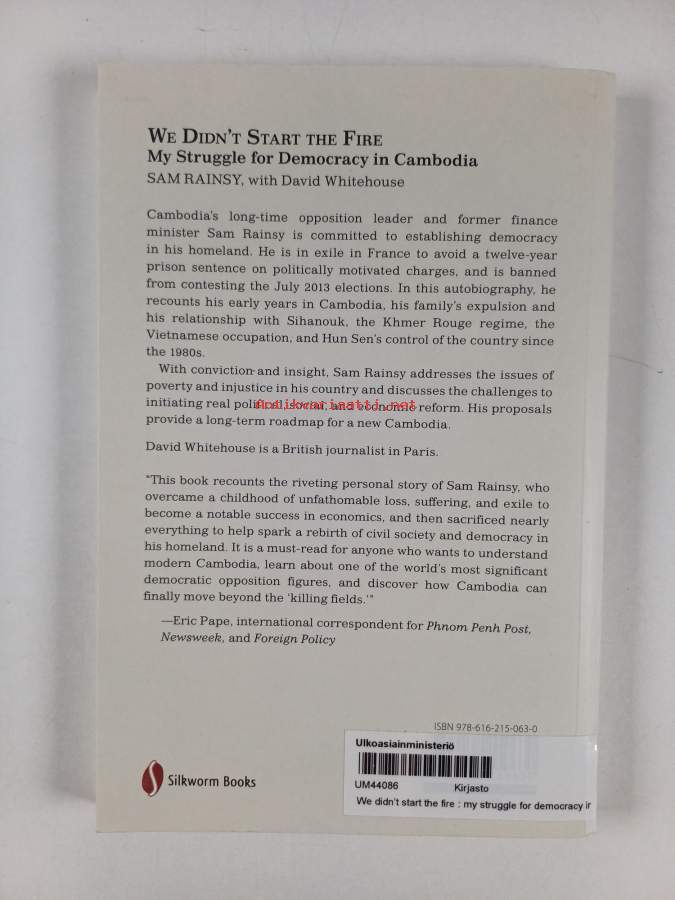 WE DIDN'T START THE FIRE
My Struggle for Democracy in Cambodia
SAM RAINSY, with David Whitehouse
Cambodia's long-time opposition leader and former finance
minister Sam Rainsy is committed to establishing democracy
in his homeland. He is in exile in France to avoid a twelve-year
prison sentence on politically motivated charges, and is banned
from contesting the July 2013 elections. In this autobiography, he
recounts his early years in Cambodia, his family's expulsion and
his relationship with Sihanouk, the Khmer Rouge regime, the
Vietnamese occupation, and Hun Sen's control of the country since
the 1980s.
With conviction and insight, Sam Rainsy addresses the issues of
poverty and injustice in his country and discusses the challenges to
initiating real political, social, and economic reform. His proposals
antikvariaatti.net
provide a long-term roadmap for a new Cambodia.
David Whitehouse is a British journalist in Paris.
"This book recounts the riveting personal story of Sam Rainsy, who
overcame a childhood of unfathomable loss, suffering, and exile to
become a notable success in economics, and then sacrificed nearly
everything to help spark a rebirth of civil society and democracy in
his homeland. It is a must-read for anyone who wants to understand
modern Cambodia, learn about one of the world's most significant
democratic opposition figures, and discover how Cambodia can
finally move beyond the 'killing fields.'"
—Eric Pape, international correspondent for Phnom Penh Post,
Newsweek, and Foreign Policy
ISBN 978-616-215-063-0
Ulkoasiainministeriö
UM44086 Kirjasto
We didn't start the fire : my struggle for democracy ir
Silkworm Books